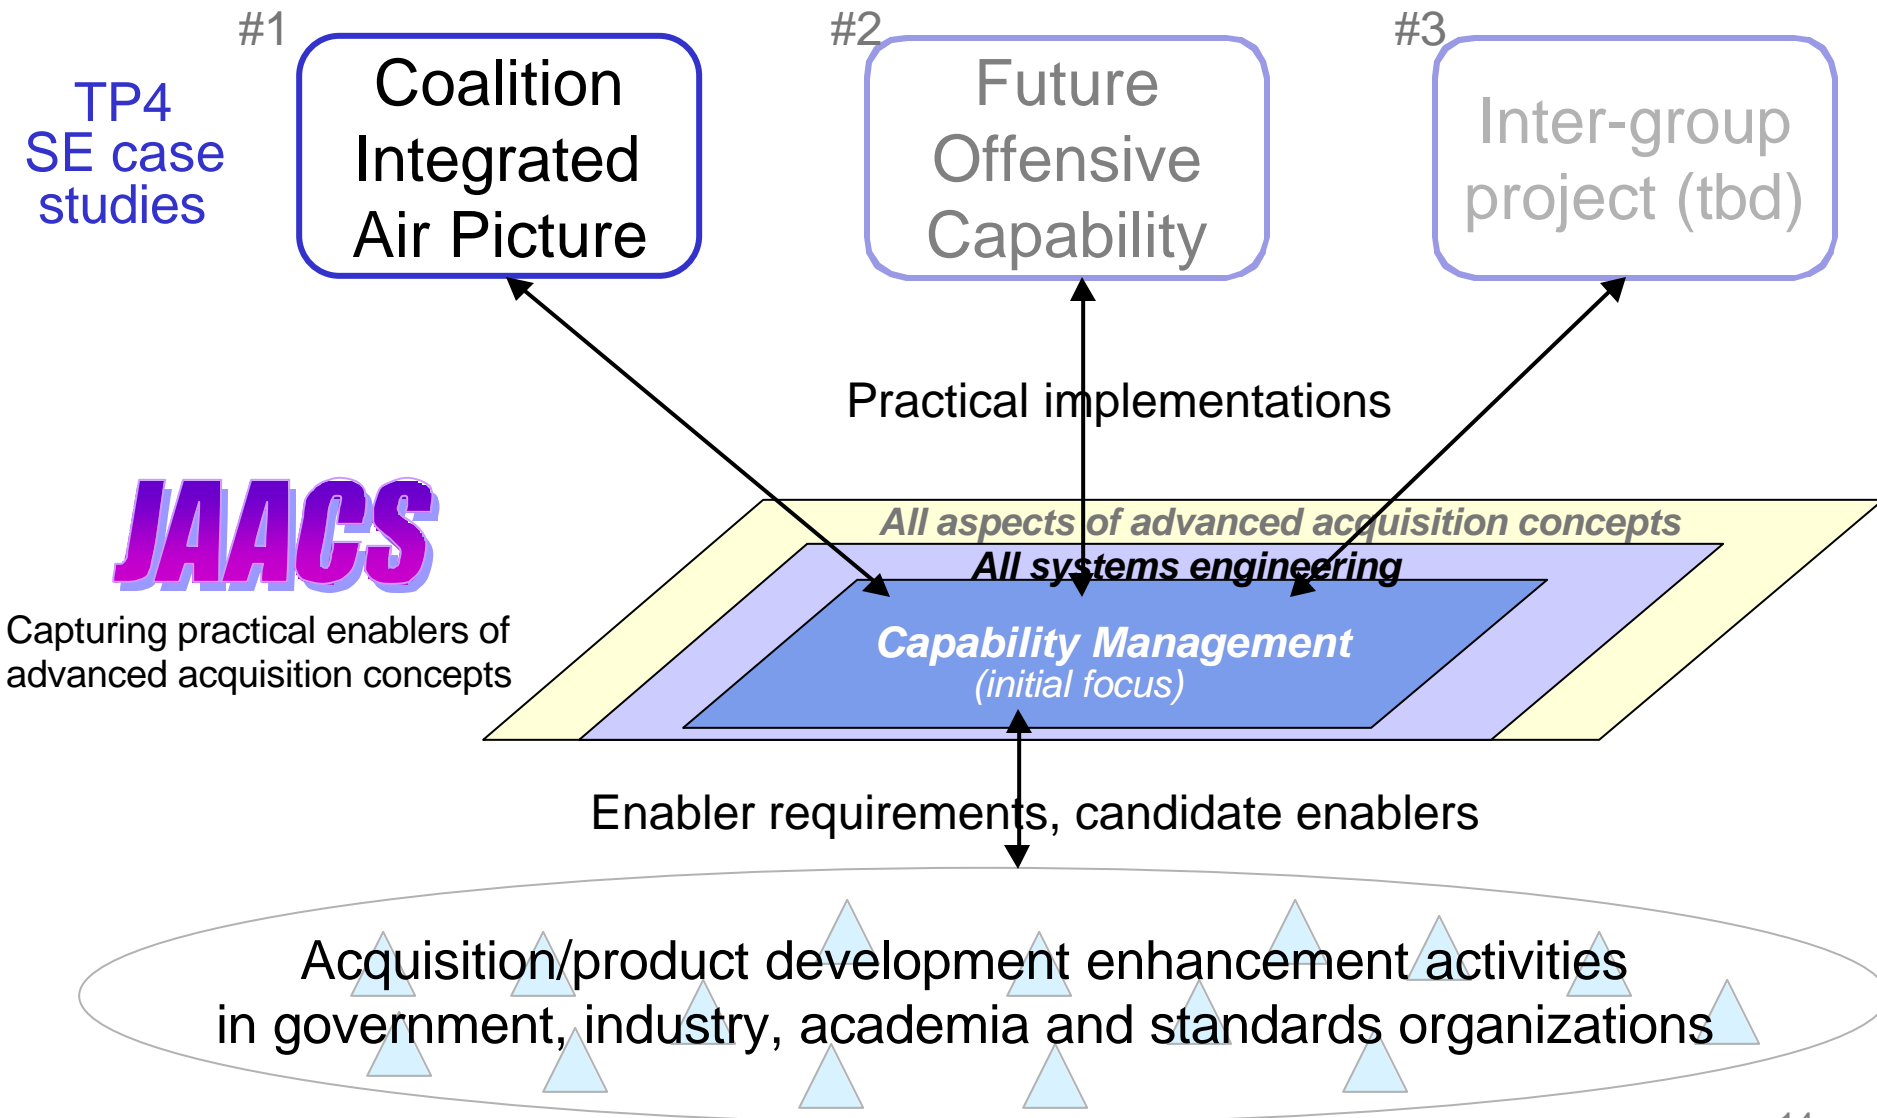 #1
#2
#3
TP4
SE case
studies
Coalition
Integrated
Air Picture
Future
Offensive
Capability
Inter-group
project (tbd)
Practical implementations
JAACS
Capturing practical enablers of
advanced acquisition concepts
All aspects of advanced acquisition concepts
All systems engineering
Capability Management
(initial focus)
Enabler requirements, candidate enablers
Acquisition/product development enhancement activities
in government, industry, academia and standards organizations